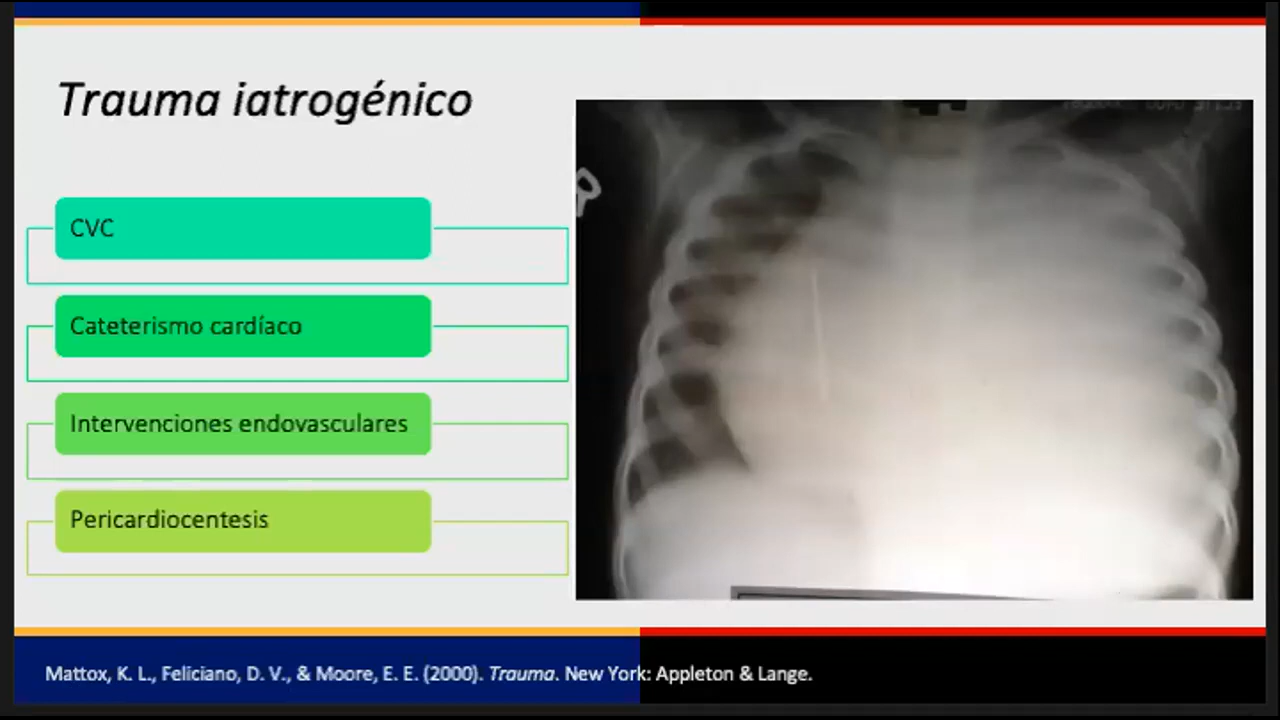 Trauma iatrogénico
CVC
Cateterismo cardíaco
Intervenciones endovasculares
Pericardiocentesis
R
Mattox, K. L., Feliciano, D. V., & Moore, E. E. (2000). Trauma. New York: Appleton & Lange.